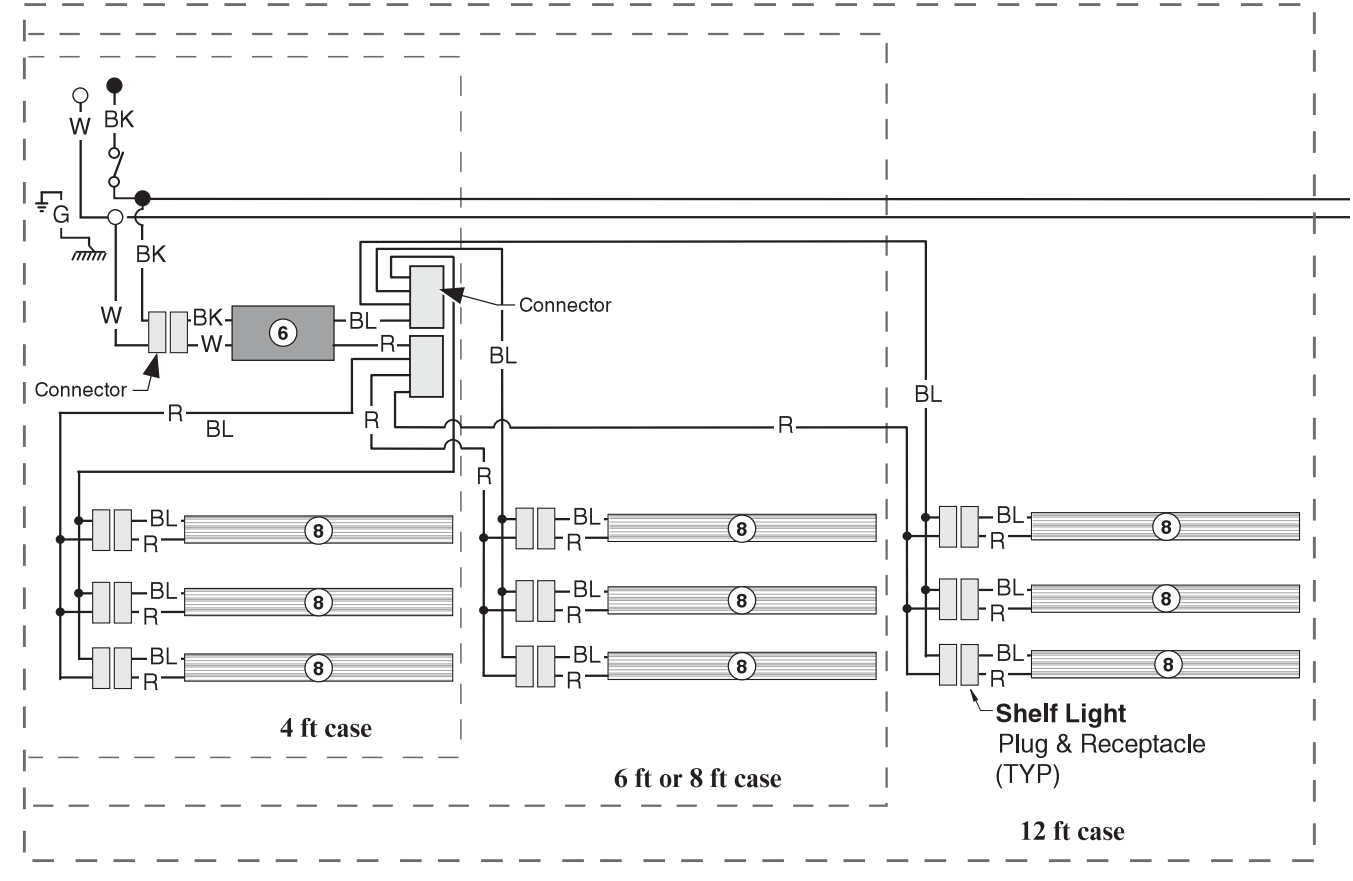 W
BK
G
BK
W
BK
6
BL
W
R
Connector
Connector
BL
R
BL
R
BL
R
R
BL
8
R
BL
8
R
BL
8
R
BL
8
R
BL
8
R
BL
8
R
BL
8
R
BL
8
R
BL
8
R
4 ft case
Shelf Light
Plug & Receptacle
(TYP)
6 ft or 8 ft case
12 ft case